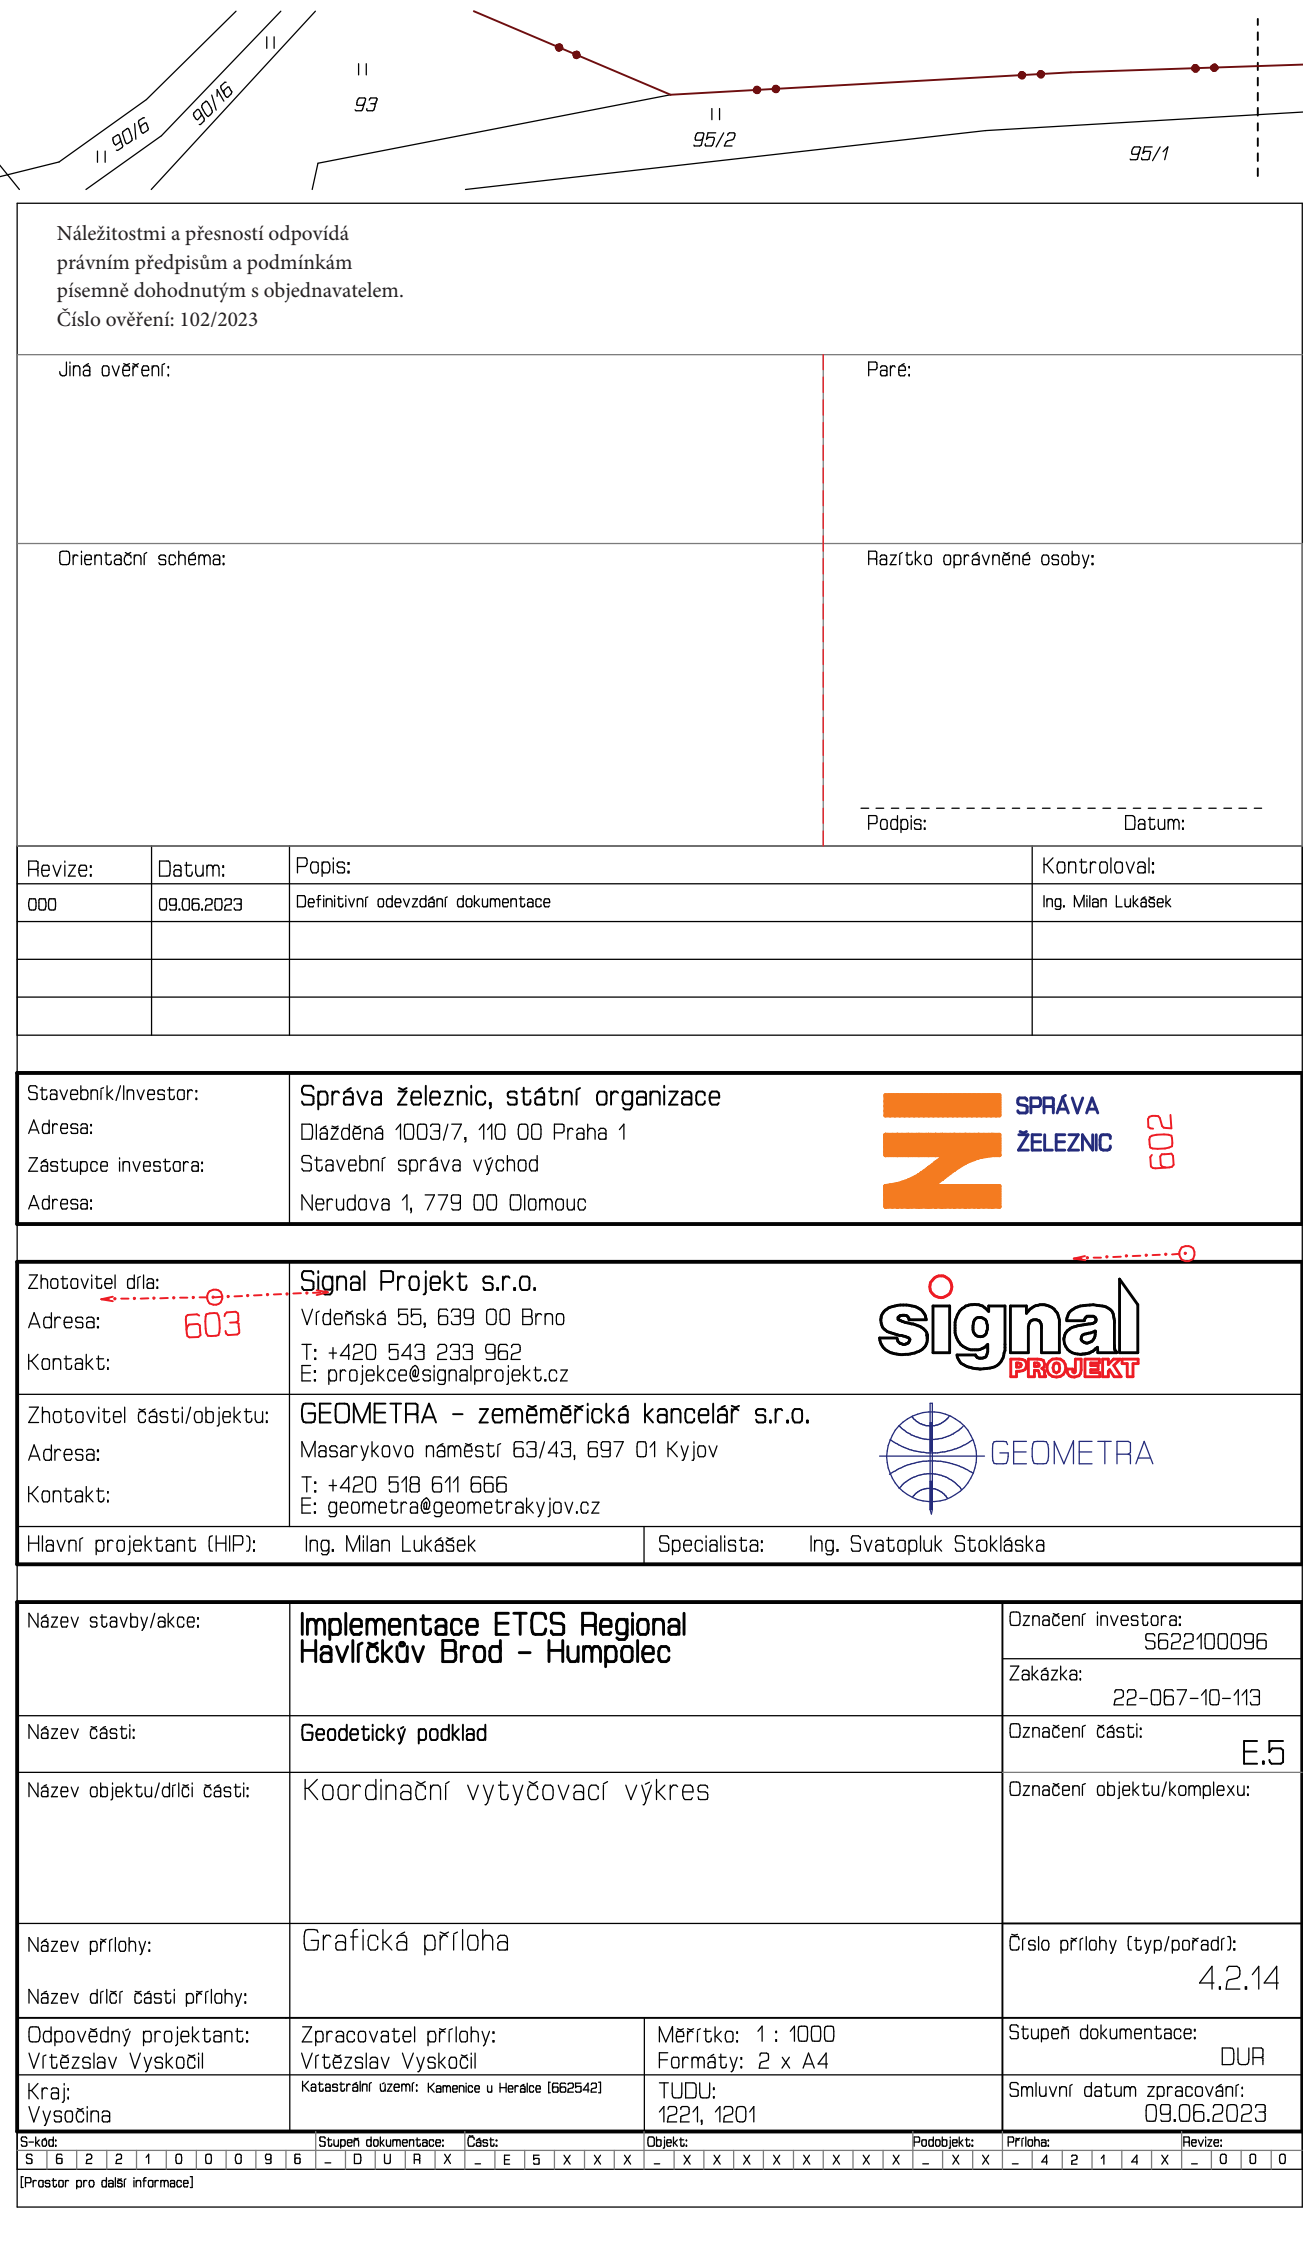 90/6
90/16
93
95/2
95/1
Náležitostmi a přesností odpovídá
právním předpisům a podmínkám
písemně dohodnutým s objednavatelem.
Číslo ověření: 102/2023
Jiná ověření:
Paré:
Orientační schéma:
Razítko oprávněné osoby:
Podpis: Datum:
Revize: Datum: Popis: Kontroloval:
000 09.06.2023 Definitivní odevzdání dokumentace Ing. Milan Lukášek
Stavebník/Investor: Správa železnic, státní organizace
Adresa: Dlážděná 1003/7, 110 00 Praha 1
Zástupce investora: Stavební správa východ
Adresa: Nerudova 1, 779 00 Olomouc
SPRÁVA
ŽELEZNIC
602
Zhotovitel díla: Signal Projekt s.r.o.
Adresa: Vídeňská 55, 639 00 Brno
603
Kontakt: T: +420 543 233 962
E: projekce@signalprojekt.cz
signal
PROJEKT
Zhotovitel části/objektu: GEOMETRA - zeměměřická kancelář s.r.o.
Adresa: Masarykovo náměstí 63/43, 697 01 Kyjov
Kontakt: T: +420 518 611 666
E: geometra@geometrakyjov.cz
GEOMETRA
Hlavní projektant (HIP): Ing. Milan Lukášek Specialista: Ing. Svatopluk Stokláska
Název stavby/akce: Implementace ETCS Regional
Havlíčkův Brod - Humpolec
Označení investora:
S622100096
Zakázka:
22-067-10-113
Název části: Geodetický podklad
Označení části:
E.5
Název objektu/dílči části: Koordinační vytyčovací výkres
Označení objektu/komplexu:
Název přílohy: Grafická příloha
Číslo přílohy (typ/pořadí):
4.2.14
Název dílčí části přílohy:
Odpovědný projektant: Zpracovatel přílohy: Měřítko: 1 : 1000
Vítězslav Vyskočil Vítězslav Vyskočil Formáty: 2 x A4
Stupeň dokumentace:
DUR
Kraj: Katastrální území: Kamenice u Herálce [662542] TUDU:
Vysočina 1221, 1201
Smluvní datum zpracování:
09.06.2023
S-kód: Stupeň dokumentace: Část: Objekt: Podobjekt: Příloha: Revize:
S 6 2 2 1 0 0 0 9 6 _ D U R X _ E 5 X X X _ X X X X X X X X _ X X _ 4 2 1 4 X _ 0 0 0
[Prostor pro další informace]